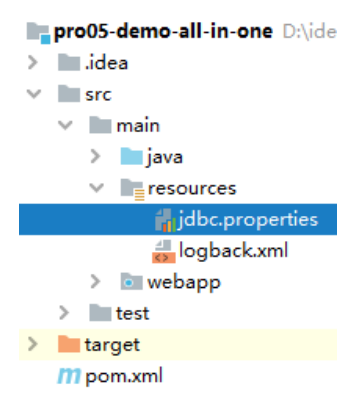 pro05-demo-all-in-one D:\ide
.idea
src
main
java
resources
jdbc.properties
logback.xml
webapp
test
target
m pom.xml